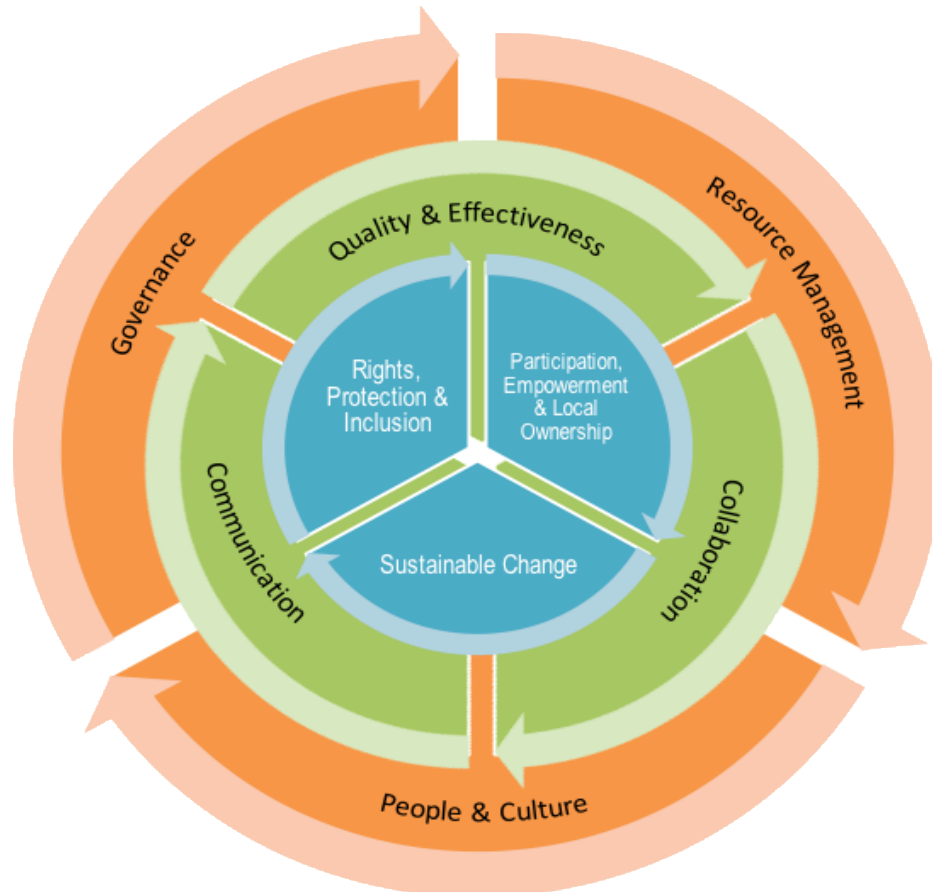 Governance
Resource Management
Quality & Effectiveness
Rights,
Protection &
Inclusion
Participation,
Empowerment
& Local
Ownership
Communication
Collaboration
Sustainable Change
People & Culture